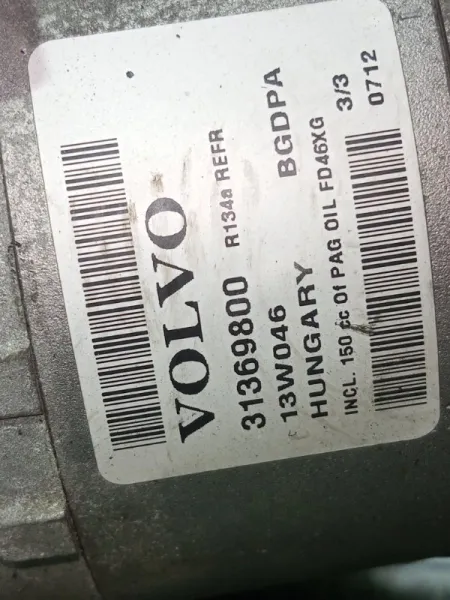 VOLVO
31369800 R134a REFR
13W046
HUNGARY BGDPA
INCL. 150 cc Of PAG OIL FD46XG 3/3
0712